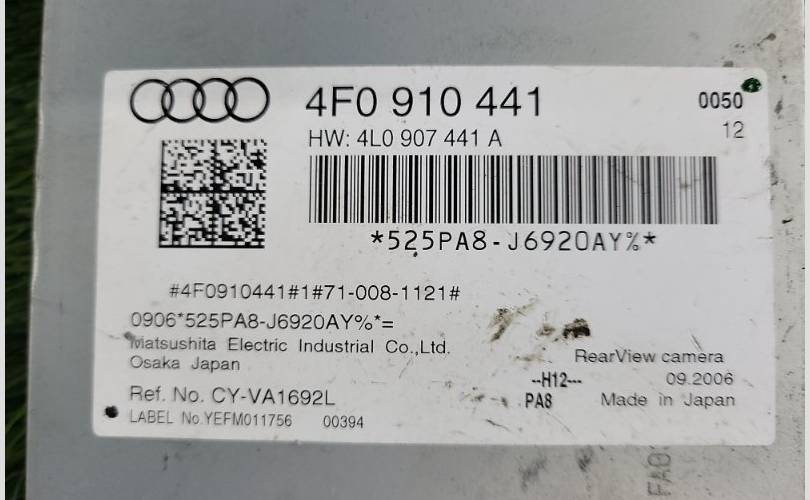 4F0 910 441
0050
HW: 4L0 907 441 A
12
*525PA8-J6920AY%*
#4F0910441#1#71-008-1121#
0906*525PA8-J6920AY%*=
Matsushita Electric Industrial Co.,Ltd.
Osaka Japan
RearView camera
--H12---
09.2006
Ref. No. CY-VA1692L
PA8
Made in Japan
LABEL No.YEFM011756 00394
FA0